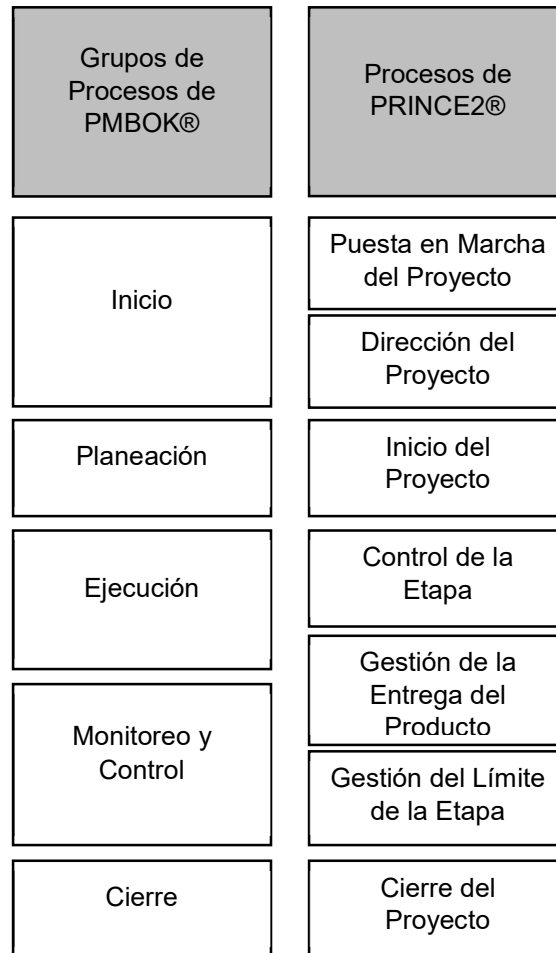 Grupos de
Procesos de
PMBOK®
Procesos de
PRINCE2®
Inicio
Puesta en Marcha
del Proyecto
Dirección del
Proyecto
Planeación
Inicio del
Proyecto
Ejecución
Control de la
Etapa
Gestión de la
Entrega del
Producto
Monitoreo y
Control
Gestión del Límite
de la Etapa
Cierre
Cierre del
Proyecto